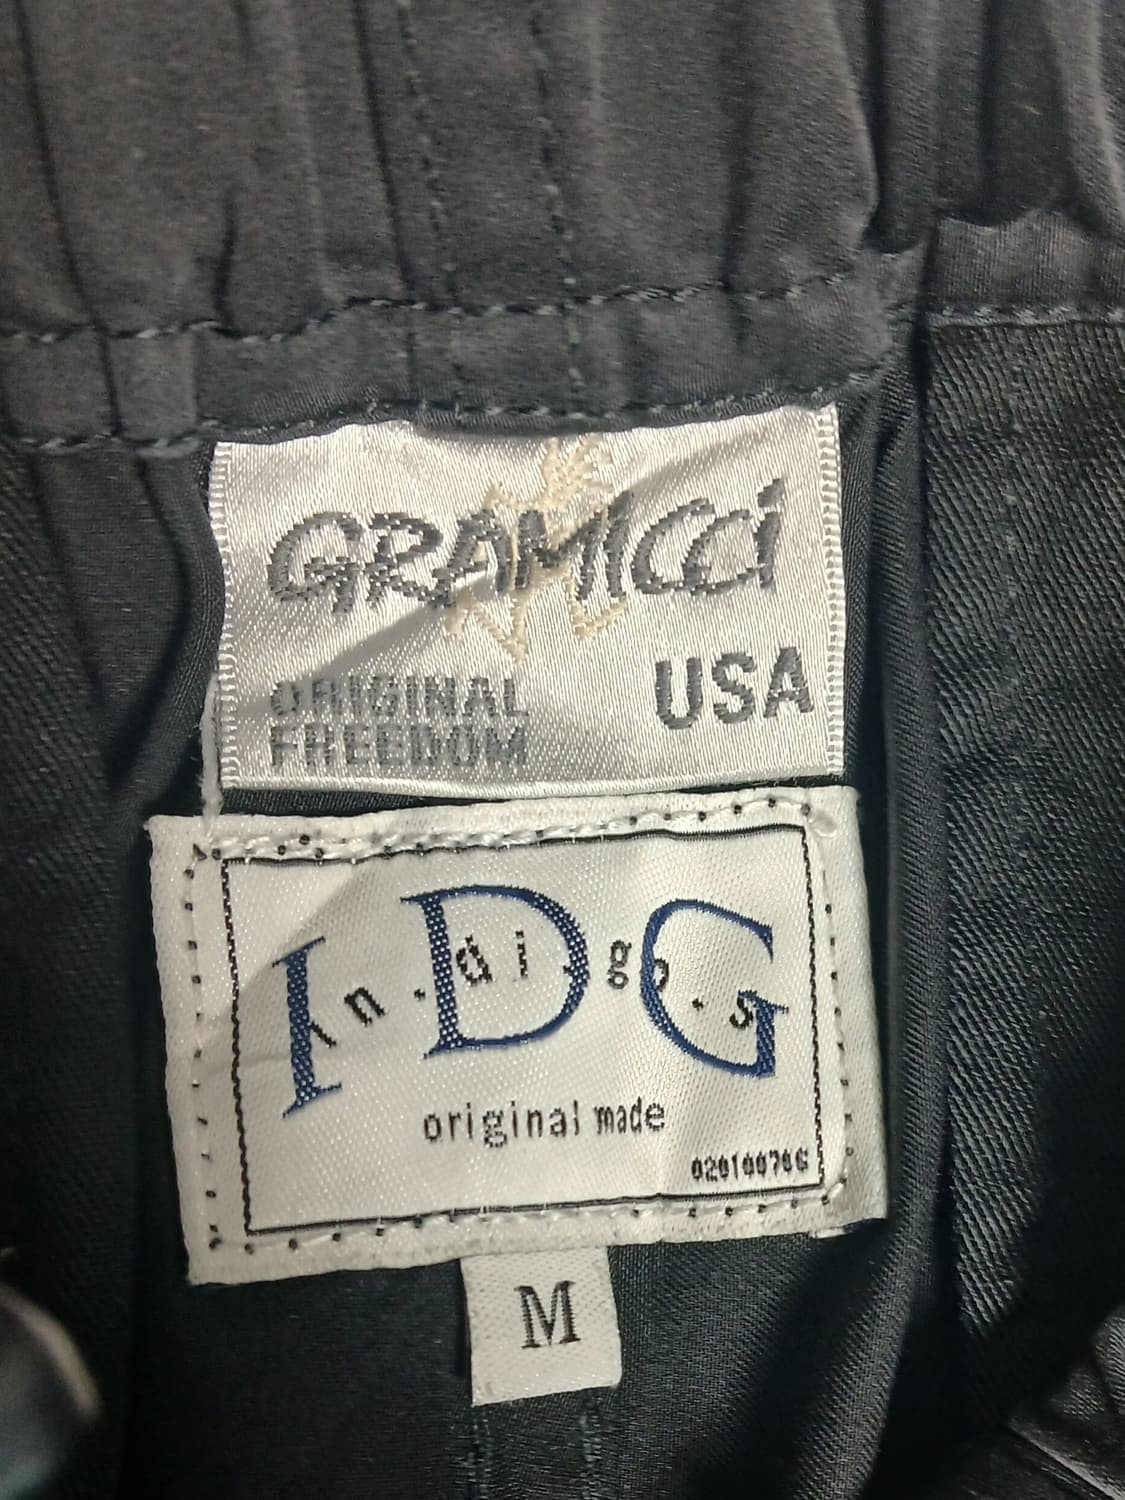 GRAMICCI
ORIGINAL
FREEDOM
USA
IDG
in.di.go.s
original made
M